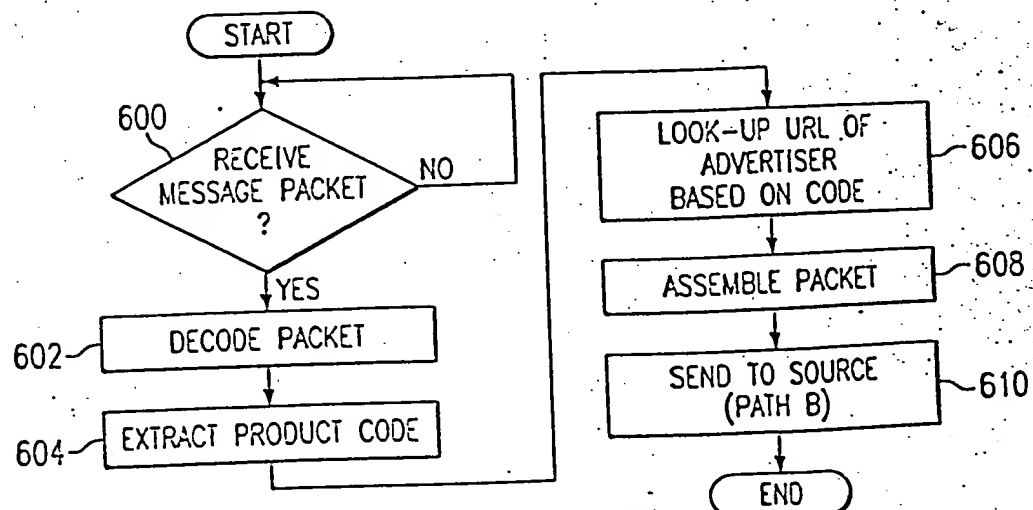 START
600
RECEIVE
MESSAGE PACKET
?
NO
YES
602
DECODE PACKET
604
EXTRACT PRODUCT CODE
LOOK-UP URL OF
ADVERTISER
BASED ON CODE
606
ASSEMBLE PACKET
608
SEND TO SOURCE
(PATH B)
610
END